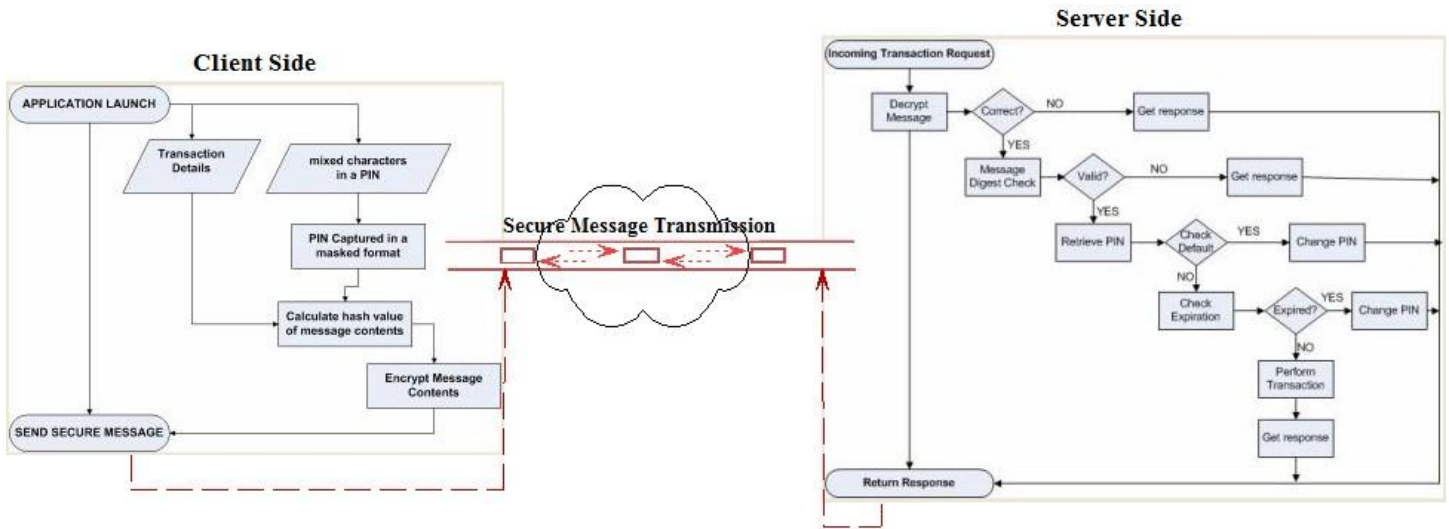 Client Side
APPLICATION LAUNCH
Transaction
Details
mixed characters
in a PIN
PIN Captured in a
masked format
Calculate hash value
of message contents
Encrypt Message
Contents
SEND SECURE MESSAGE
Secure Message Transmission
Server Side
Incoming Transaction Request
Decrypt
Message
Correct?
NO
Get response
YES
Message
Digest Check
Valid?
NO
Get response
YES
Retrieve PIN
Check
Default
YES
Change PIN
NO
Check
Expiration
Expired?
YES
Change PIN
NO
Perform
Transaction
Get response
Return Response